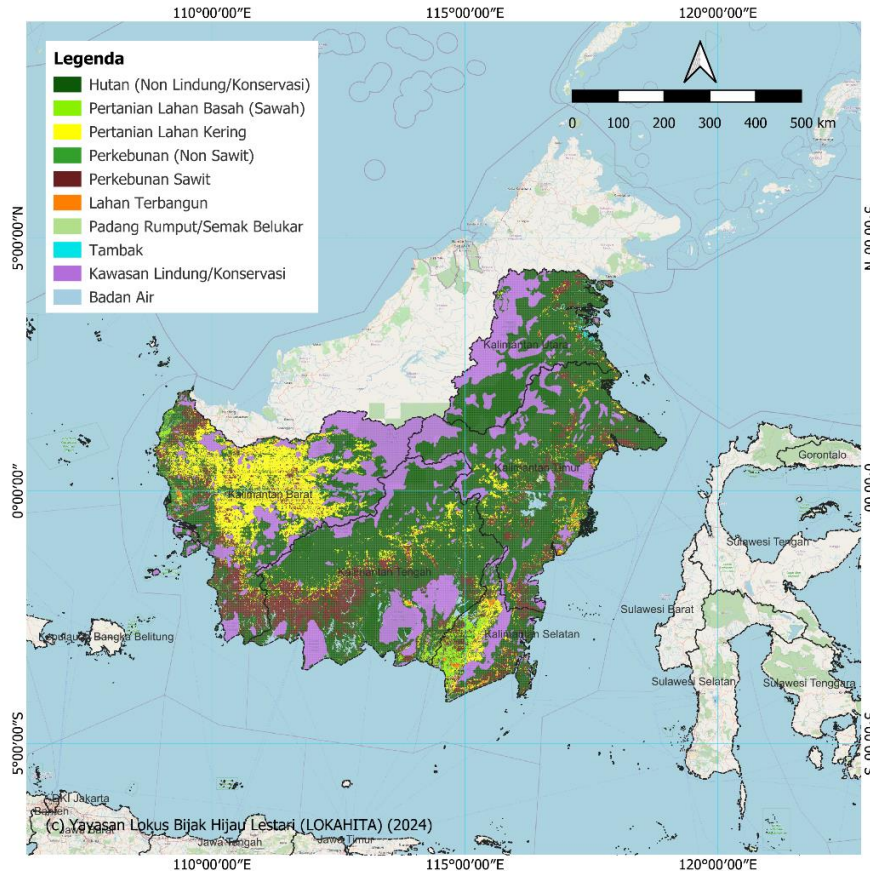 110°00′00″E
115°00′00″E
120°00′00″E
Legenda
Hutan (Non Lindung/Konservasi)
Pertanian Lahan Basah (Sawah)
Pertanian Lahan Kering
Perkebunan (Non Sawit)
Perkebunan Sawit
Lahan Terbangun
Padang Rumput/Semak Belukar
Tambak
Kawasan Lindung/Konservasi
Badan Air
0 100 200 300 400 500 km
5°00′00″N
Kalimantan Utara
Gorontalo
0°00′00″
Kalimantan Timur
Kalimantan Barat
Sulawesi Tengah
Kalimantan Tengah
Sulawesi Barat
Kepulauan Bangka Belitung
Kalimantan Selatan
Sulawesi Selatan
Sulawesi Tenggara
5°00′00″S
DKI Jakarta
Banten
(c) Yayasan Lokus Bijak Hijau Lestari (LOKAHITA) (2024)
Jawa Barat
Jawa Tengah
Jawa Timur
110°00′00″E
115°00′00″E
120°00′00″E